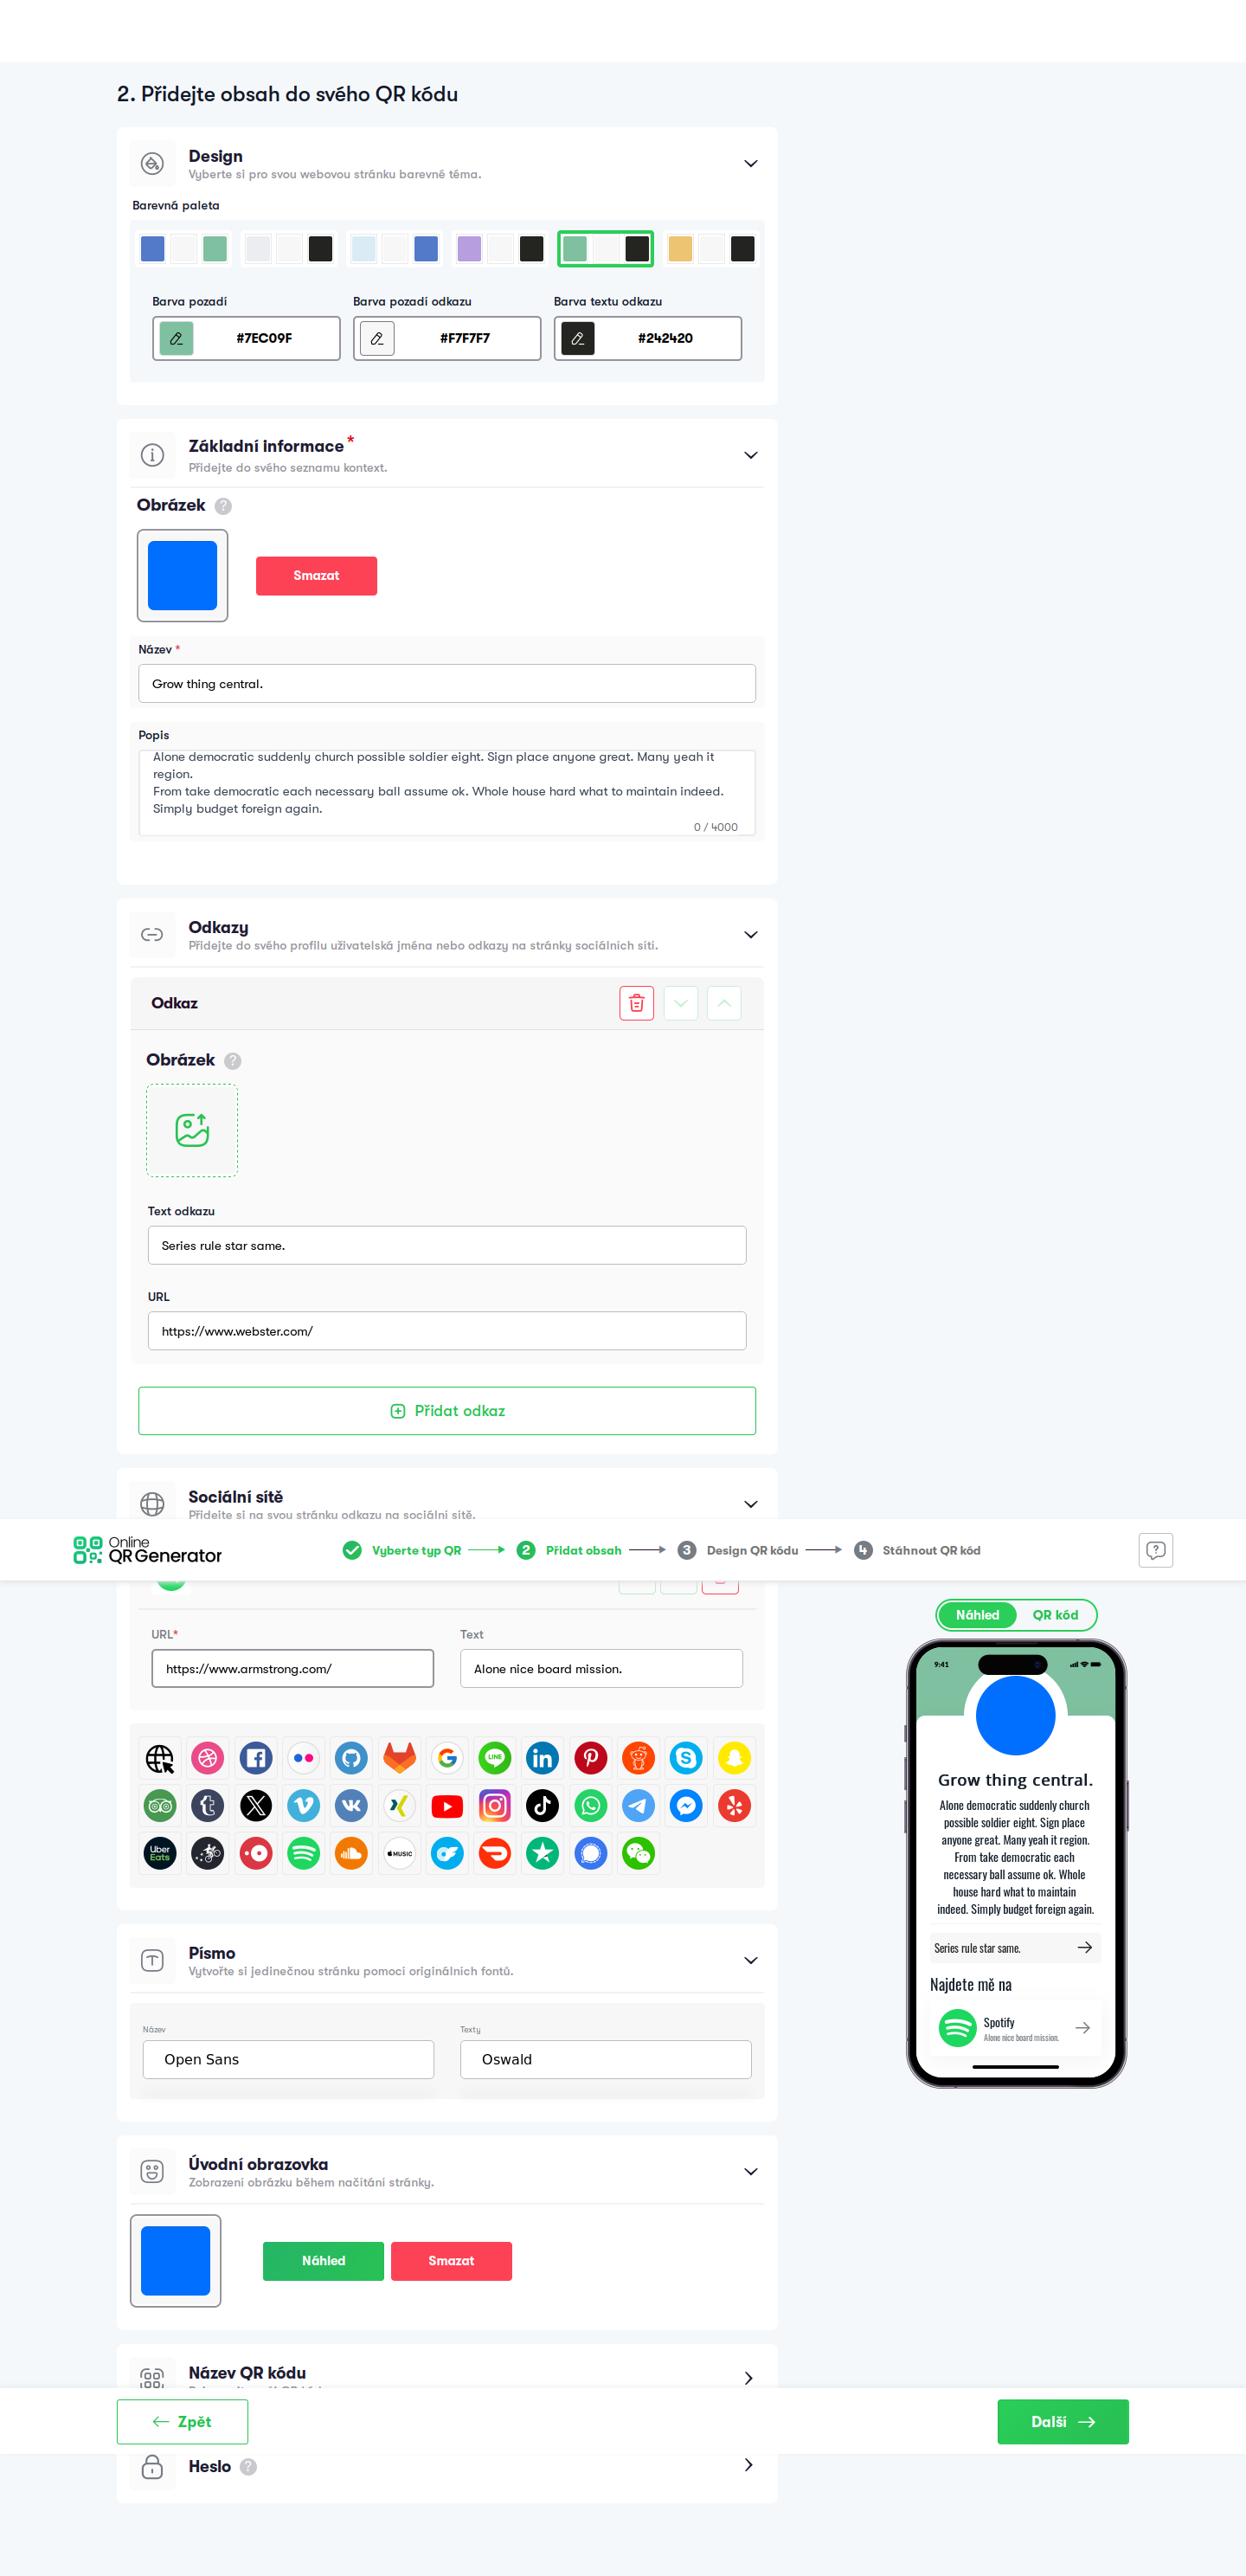 2. Přidejte obsah do svého QR kódu
Design
Vyberte si pro svou webovou stránku barevné téma.
Barevná paleta
Barva pozadí
Barva pozadí odkazu
Barva textu odkazu
#7EC09F
#F7F7F7
#242420
Základní informace *
Přidejte do svého seznamu kontext.
Obrázek ?
Smazat
Název *
Grow thing central.
Popis
Alone democratic suddenly church possible soldier eight. Sign place anyone great. Many yeah it
region.
From take democratic each necessary ball assume ok. Whole house hard what to maintain indeed.
Simply budget foreign again.
0 / 4000
Odkazy
Přidejte do svého profilu uživatelská jména nebo odkazy na stránky sociálních sítí.
Odkaz
Obrázek ?
Text odkazu
Series rule star same.
URL
https://www.webster.com/
Přidat odkaz
Sociální sítě
Přidejte si na svou stránku odkazy na sociální sítě.
Online
QR Generator
Vyberte typ QR
2 Přidat obsah
3 Design QR kódu
4 Stáhnout QR kód
Náhled
QR kód
URL*
Text
https://www.armstrong.com/
Alone nice board mission.
LINE
Uber
Eats
MUSIC
9:41
Grow thing central.
Alone democratic suddenly church
possible soldier eight. Sign place
anyone great. Many yeah it region.
From take democratic each
necessary ball assume ok. Whole
house hard what to maintain
indeed. Simply budget foreign again.
Series rule star same.
Najdete mě na
Spotify
Alone nice board mission.
Písmo
Vytvořte si jedinečnou stránku pomocí originálních fontů.
Název
Texty
Open Sans
Oswald
Úvodní obrazovka
Zobrazení obrázku během načítání stránky.
Náhled
Smazat
Název QR kódu
Zpět
Další
Heslo ?